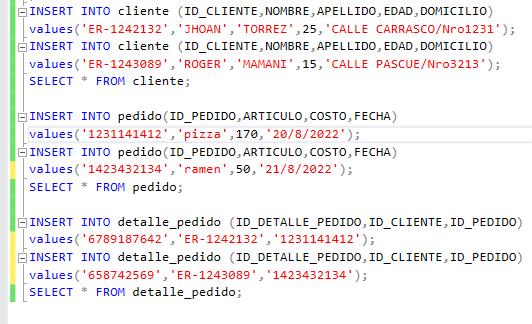 INSERT INTO cliente (ID_CLIENTE,NOMBRE,APELLIDO,EDAD,DOMICILIO)
values('ER-1242132','JHOAN','TORREZ',25,'CALLE CARRASCO/Nro1231');
INSERT INTO cliente (ID_CLIENTE,NOMBRE,APELLIDO,EDAD,DOMICILIO)
values('ER-1243089','ROGER','MAMANI',15,'CALLE PASCUE/Nro3213');
SELECT * FROM cliente;
INSERT INTO pedido(ID_PEDIDO,ARTICULO,COSTO,FECHA)
values('1231141412','pizza',170,'20/8/2022');
INSERT INTO pedido(ID_PEDIDO,ARTICULO,COSTO,FECHA)
values('1423432134','ramen',50,'21/8/2022');
SELECT * FROM pedido;
INSERT INTO detalle_pedido (ID_DETALLE_PEDIDO,ID_CLIENTE,ID_PEDIDO)
values('6789187642','ER-1242132','1231141412');
INSERT INTO detalle_pedido (ID_DETALLE_PEDIDO,ID_CLIENTE,ID_PEDIDO)
values('658742569','ER-1243089','1423432134');
SELECT * FROM detalle_pedido;